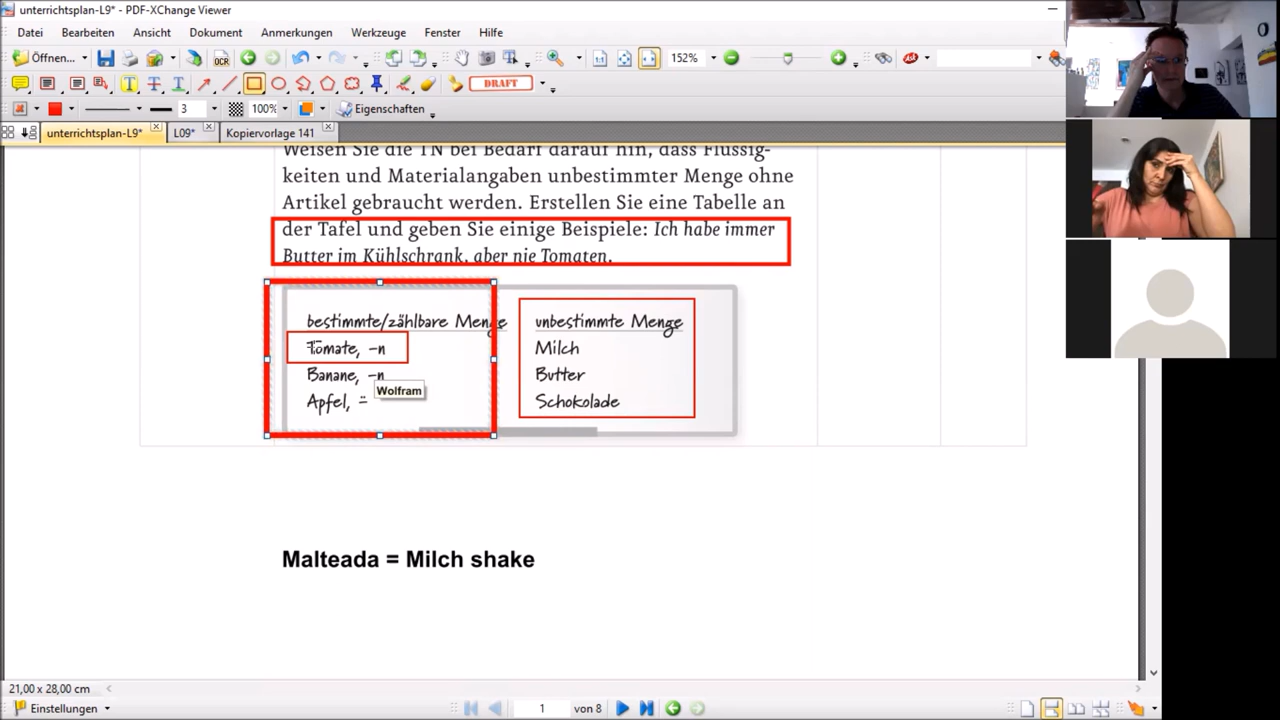 unterrichtsplan-L9* - PDF-XChange Viewer
Datei Bearbeiten Ansicht Dokument Anmerkungen Werkzeuge Fenster Hilfe
Öffnen... OCR 152%
DRAFT
3 100% Eigenschaften
unterrichtsplan-L9* L09* Kopiervorlage 141
Weisen Sie die TN bei Bedarf darauf hin, dass Flüssig-
keiten und Materialangaben unbestimmter Menge ohne
Artikel gebraucht werden. Erstellen Sie eine Tabelle an
der Tafel und geben Sie einige Beispiele: Ich habe immer
Butter im Kühlschrank, aber nie Tomaten.
bestimmte/zählbare Menge
Tomate, -n
Banane, -n
Apfel, ¨
Wolfram
unbestimmte Menge
Milch
Butter
Schokolade
Malteada = Milch shake
21,00 x 28,00 cm
Einstellungen 1 von 8